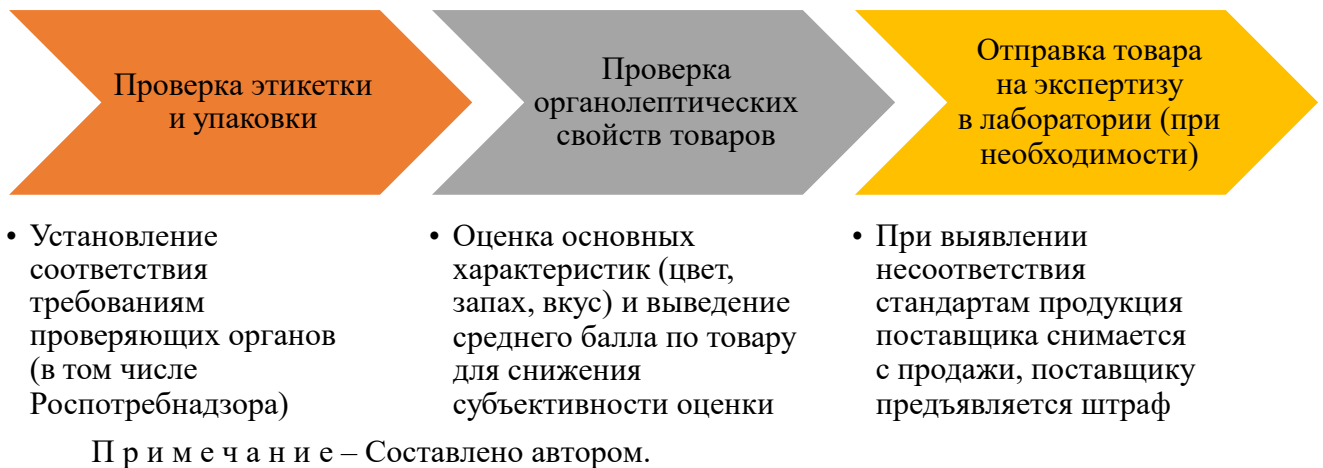 Проверка этикетки
и упаковки
Проверка
органолептических
свойств товаров
Отправка товара
на экспертизу
в лаборатории (при
необходимости)
• Установление
соответствия
требованиям
проверяющих органов
(в том числе
Роспотребнадзора)
• Оценка основных
характеристик (цвет,
запах, вкус) и выведение
среднего балла по товару
для снижения
субъективности оценки
• При выявлении
несоответствия
стандартам продукция
поставщика снимается
с продажи, поставщику
предъявляется штраф
П р и м е ч а н и е – Составлено автором.